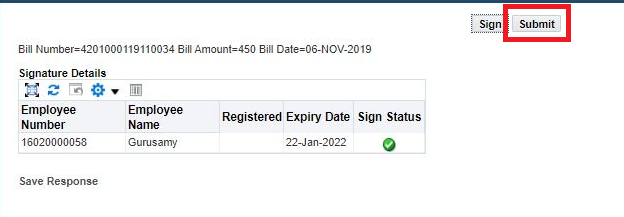 Sign Submit
Bill Number=4201000119110034 Bill Amount=450 Bill Date=06-NOV-2019
Signature Details
Employee Number Employee Name Registered Expiry Date Sign Status
16020000058 Gurusamy 22-Jan-2022
Save Response